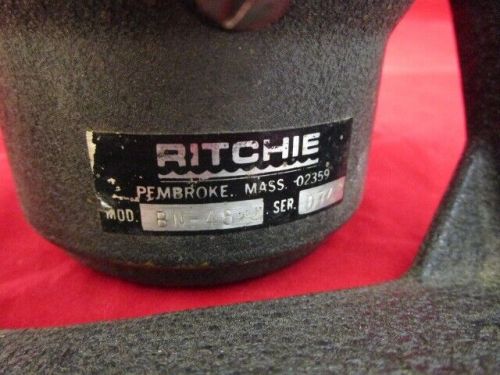 RITCHIE
PEMBROKE. MASS. 02359
MOD. SER.